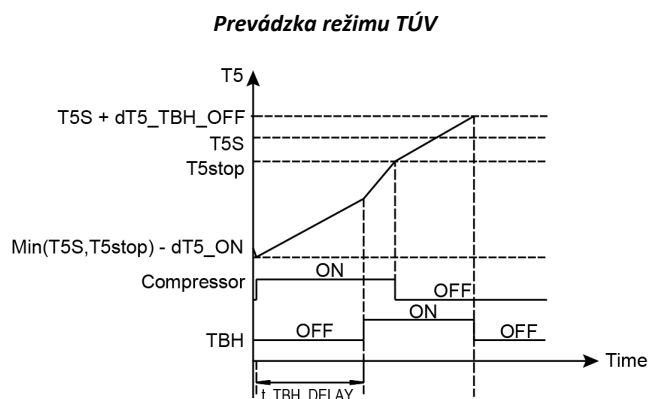 Prevádzka režimu TÚV
T5
T5S + dT5_TBH_OFF
T5S
T5stop
Min(T5S,T5stop) - dT5_ON
Compressor
ON
OFF
TBH
OFF
ON
OFF
Time
t_TBH_DELAY